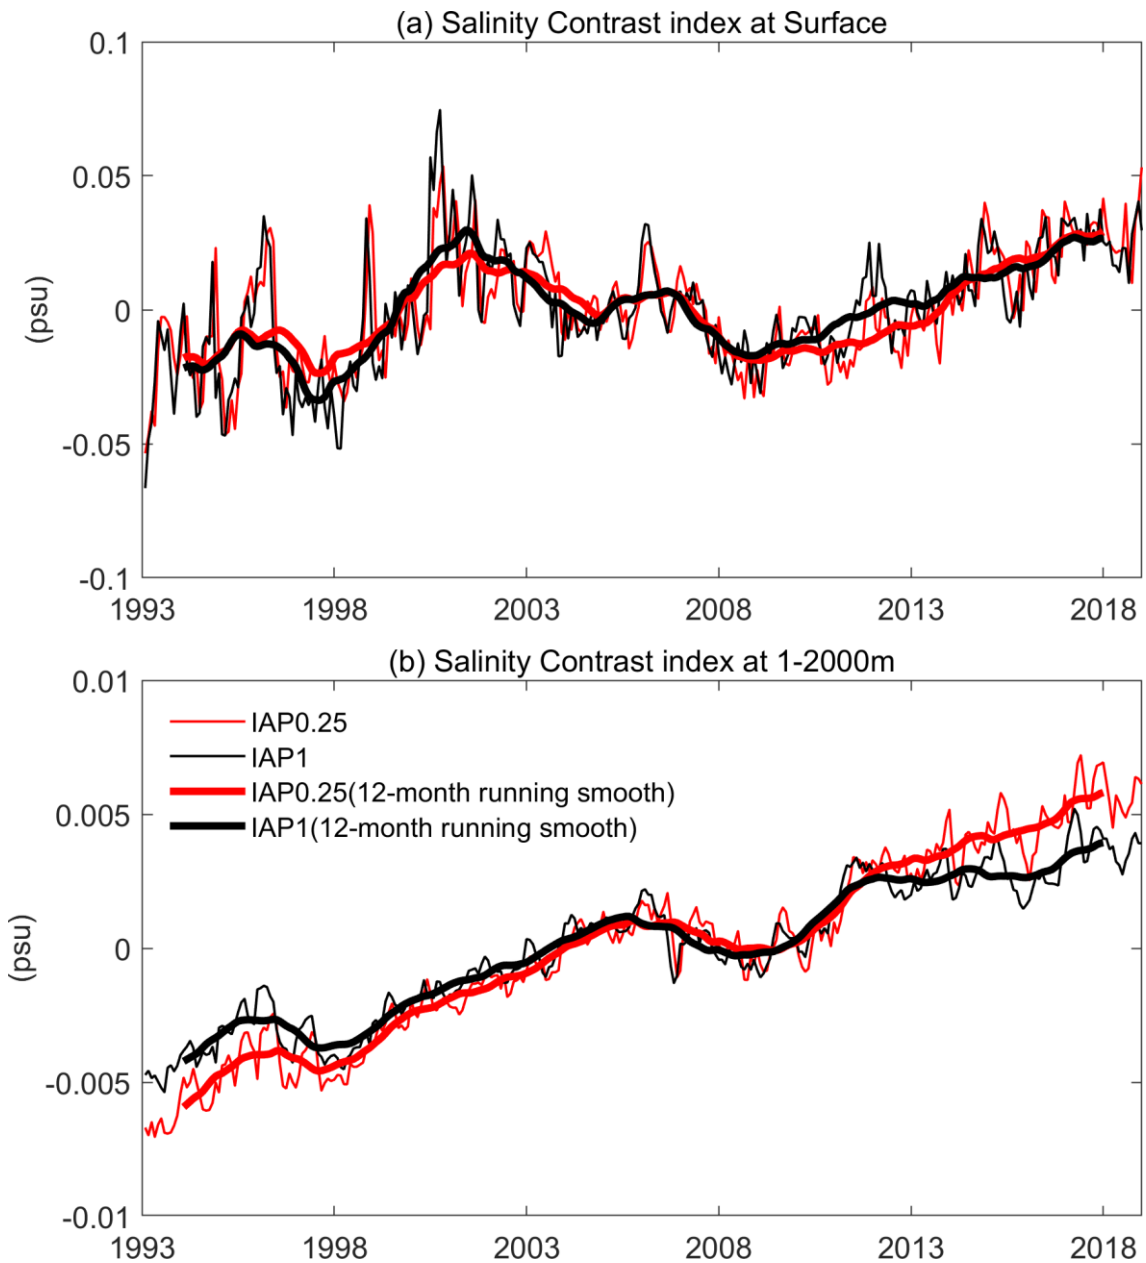 (a) Salinity Contrast index at Surface
0.1
0.05
0
-0.05
-0.1
(psu)
1993 1998 2003 2008 2013 2018
(b) Salinity Contrast index at 1-2000m
0.01
0.005
0
-0.005
-0.01
(psu)
IAP0.25
IAP1
IAP0.25(12-month running smooth)
IAP1(12-month running smooth)
1993 1998 2003 2008 2013 2018